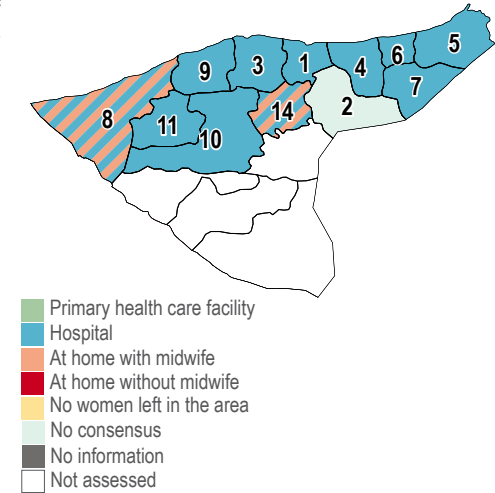 5
6
1
3
4
9
7
2
14
8
11
10
Primary health care facility
Hospital
At home with midwife
At home without midwife
No women left in the area
No consensus
No information
Not assessed